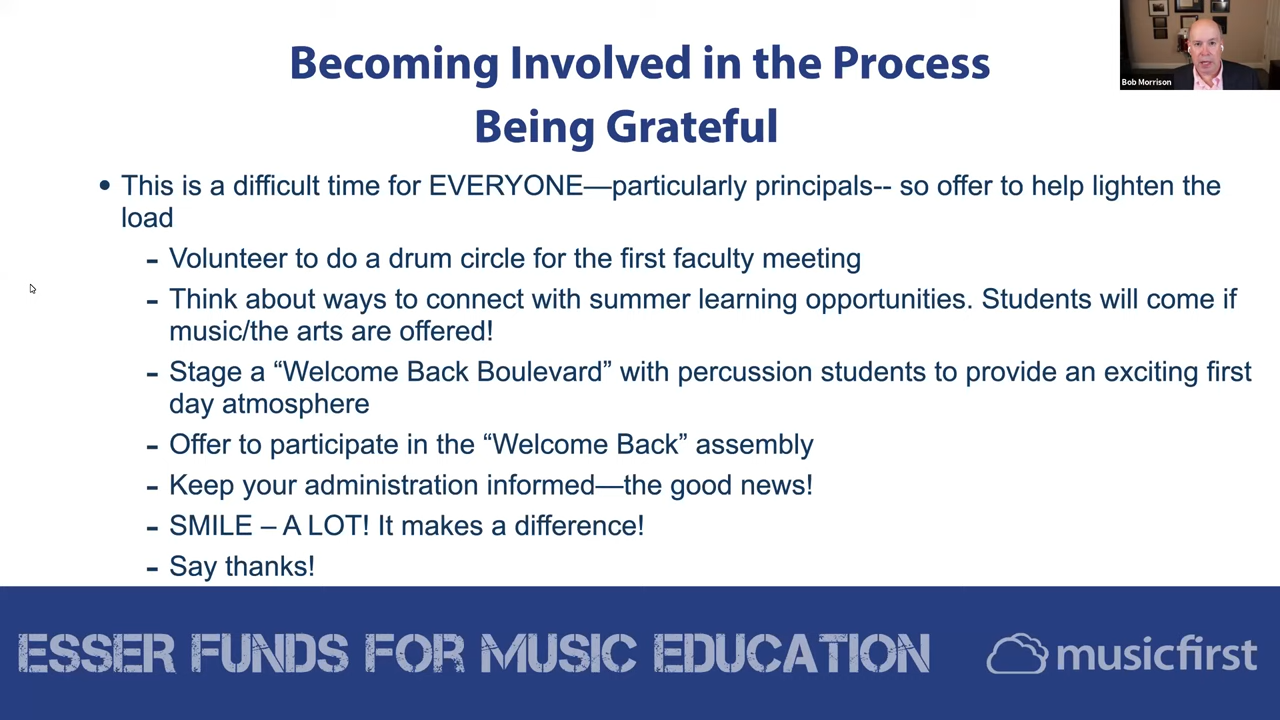 Becoming Involved in the Process
Being Grateful
Bob Morrison
• This is a difficult time for EVERYONE—particularly principals-- so offer to help lighten the
load
- Volunteer to do a drum circle for the first faculty meeting
- Think about ways to connect with summer learning opportunities. Students will come if
music/the arts are offered!
- Stage a “Welcome Back Boulevard” with percussion students to provide an exciting first
day atmosphere
- Offer to participate in the “Welcome Back” assembly
- Keep your administration informed—the good news!
- SMILE – A LOT! It makes a difference!
- Say thanks!
ESSER FUNDS FOR MUSIC EDUCATION
musicfirst